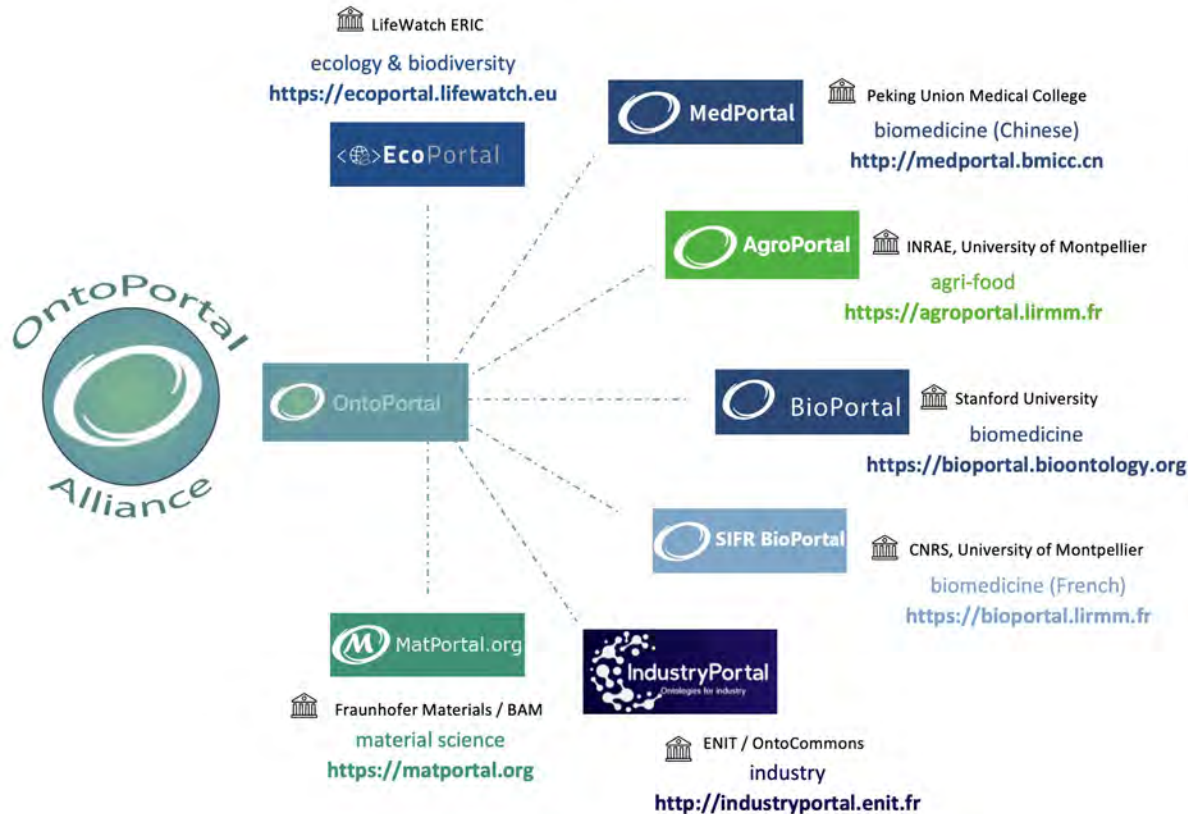 LifeWatch ERIC
ecology & biodiversity
https://ecoportal.lifewatch.eu
<>EcoPortal
MedPortal
Peking Union Medical College
biomedicine (Chinese)
http://medportal.bmicc.cn
AgroPortal
INRAE, University of Montpellier
agri-food
https://agroportal.lirmm.fr
OntoPortal
Alliance
OntoPortal
BioPortal
Stanford University
biomedicine
https://bioportal.bioontology.org
SIFR BioPortal
CNRS, University of Montpellier
biomedicine (French)
https://bioportal.lirmm.fr
MatPortal.org
Fraunhofer Materials / BAM
material science
https://matportal.org
IndustryPortal
Ontologies for industry
ENIT / OntoCommons
industry
http://industryportal.enit.fr